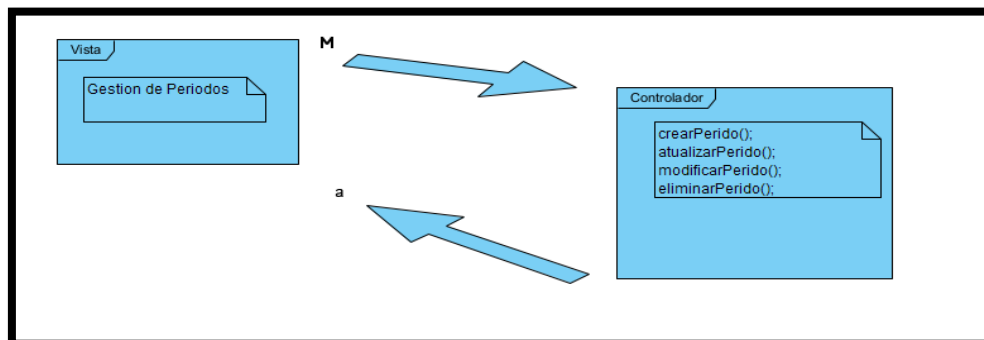 Vista
Gestion de Periodos
M
Controlador
crearPerido();
atualizarPerido();
modificarPerido();
eliminarPerido();
a